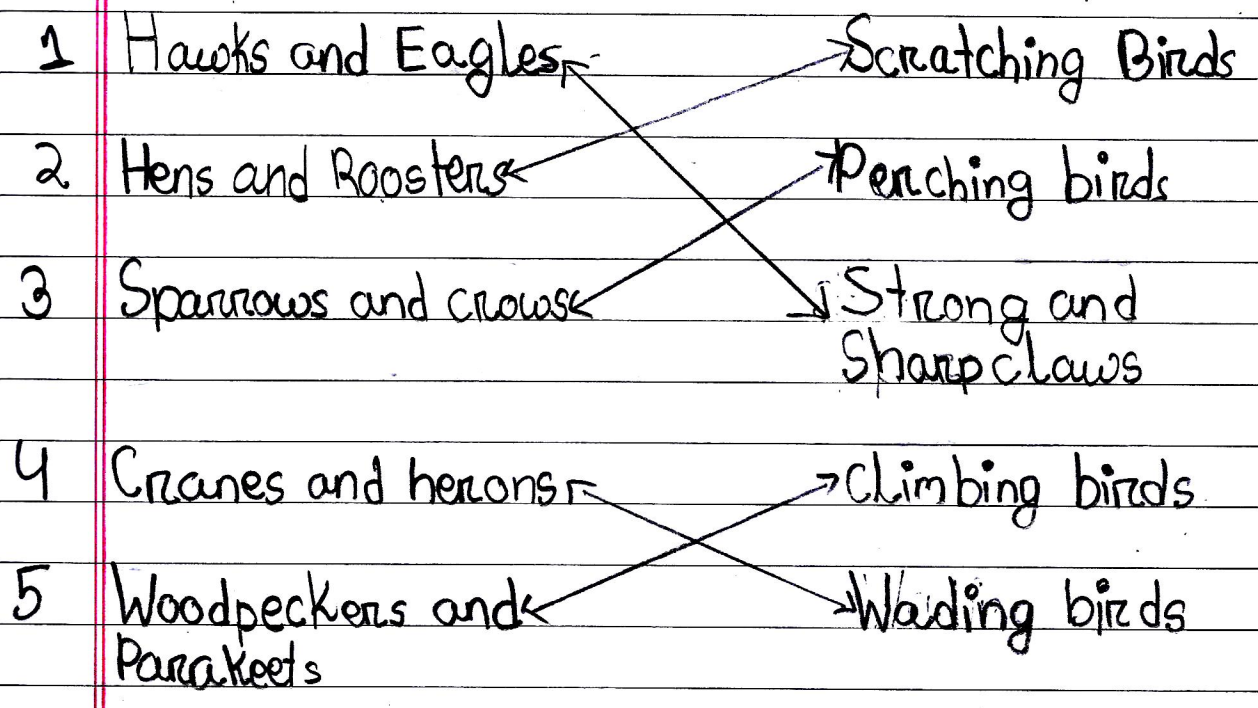 1 Hawks and Eagles Scratching Birds
2 Hens and Roosters Perching birds
3 Sparrows and crows Strong and
Sharp claws
4 Cranes and herons Climbing birds
5 Woodpeckers and Wading birds
Parakeets